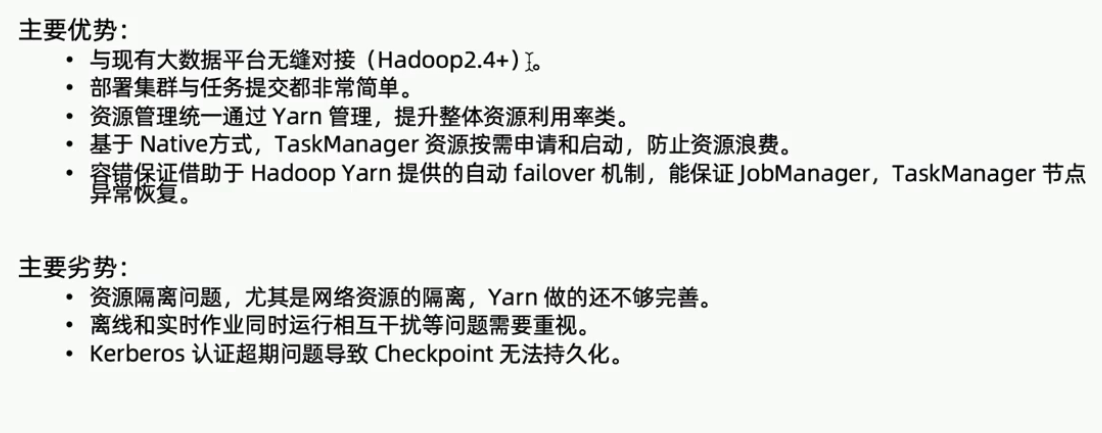 主要优势：
• 与现有大数据平台无缝对接（Hadoop2.4+）。
• 部署集群与任务提交都非常简单。
• 资源管理统一通过 Yarn 管理，提升整体资源利用率类。
• 基于 Native方式，TaskManager 资源按需申请和启动，防止资源浪费。
• 容错保证借助于 Hadoop Yarn 提供的自动 failover 机制，能保证 JobManager，TaskManager 节点
异常恢复。
主要劣势：
• 资源隔离问题，尤其是网络资源的隔离，Yarn 做的还不够完善。
• 离线和实时作业同时运行相互干扰等问题需要重视。
• Kerberos 认证超期问题导致 Checkpoint 无法持久化。